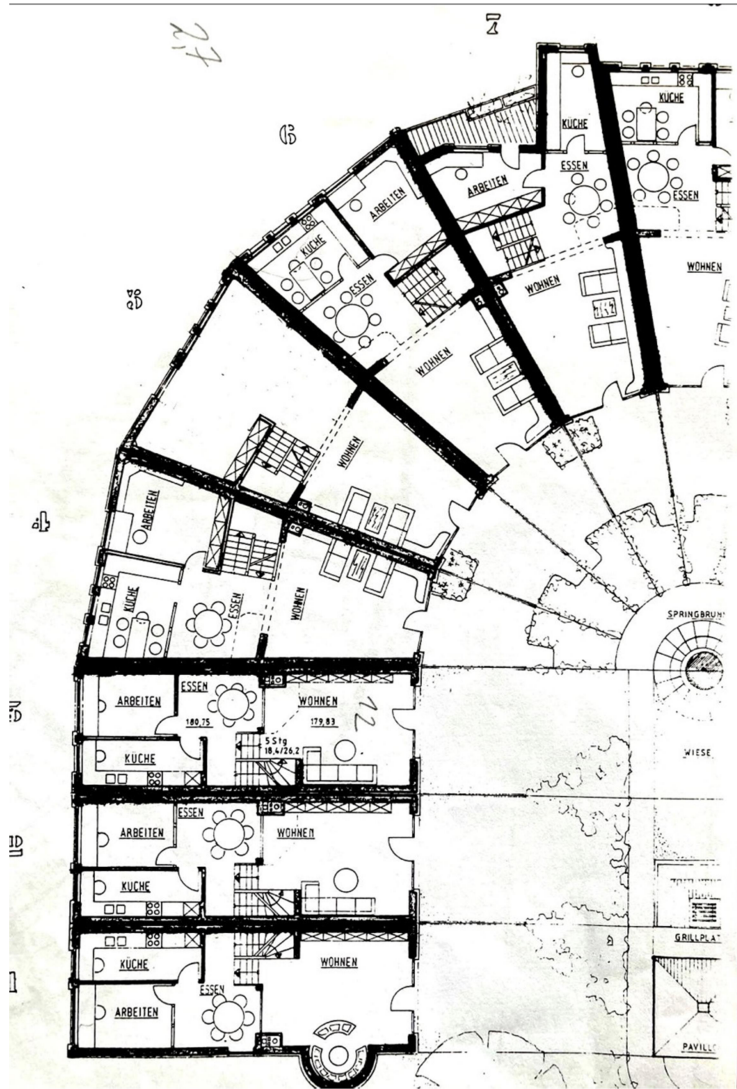 2,7
KÜCHE
KÜCHE
ESSEN
ARBEITEN
ESSEN
ARBEITEN
KÜCHE
ESSEN
WOHNEN
WOHNEN
WOHNEN
WOHNEN
ARBEITEN
KÜCHE
ESSEN
WOHNEN
SPRINGBRUN
ESSEN
ARBEITEN
WOHNEN
12
180,75
179,83
5 Stg
18,4/26,2
KÜCHE
WIESE
ESSEN
ARBEITEN
WOHNEN
KÜCHE
GRILLPLA
KÜCHE
WOHNEN
ESSEN
ARBEITEN
PAVILL